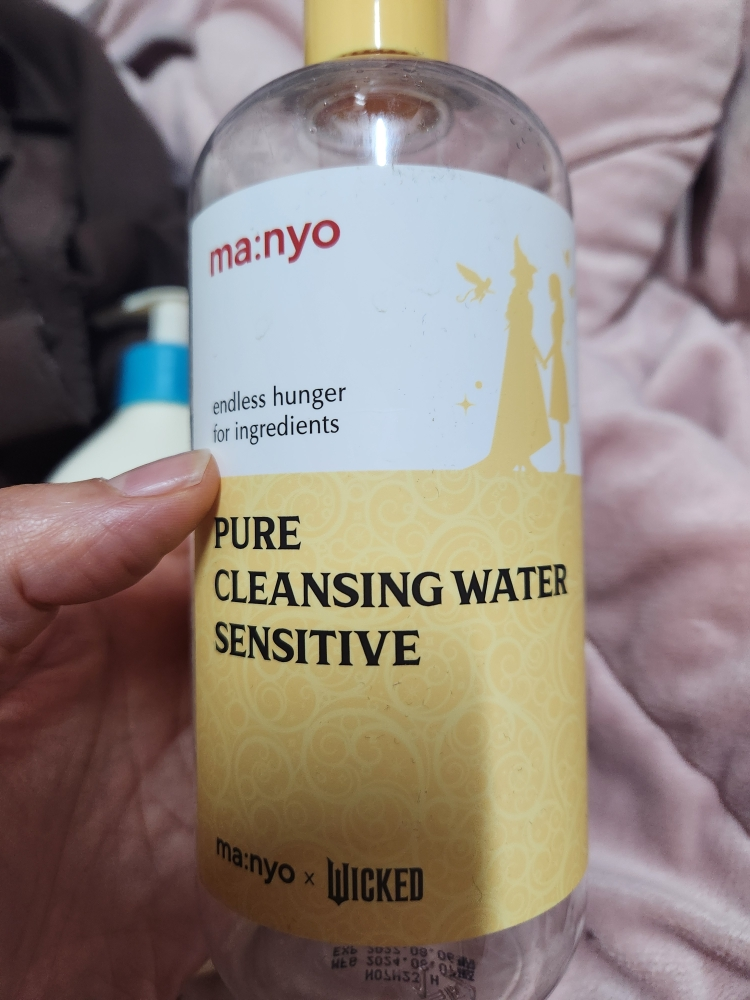 ma:nyo
endless hunger
for ingredients
PURE
CLEANSING WATER
SENSITIVE
ma:nyo x WICKED